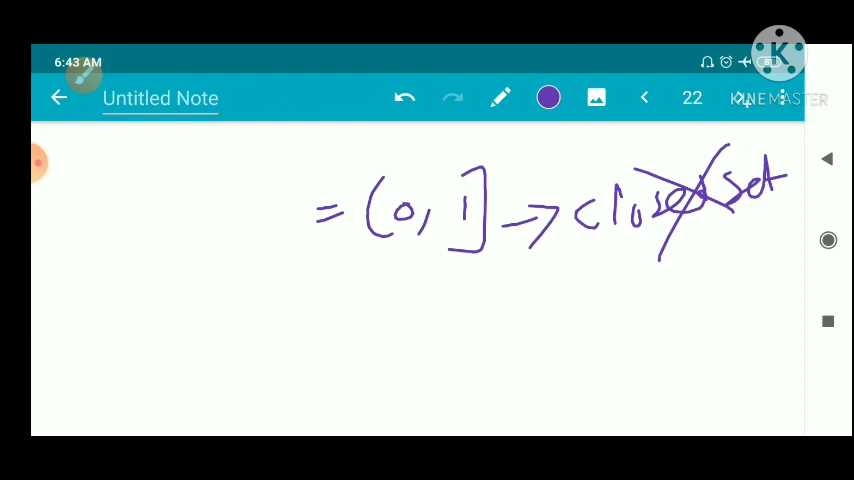 6:43 AM
Untitled Note
22
K
KINEMASTER
= (0, 1] → closed set